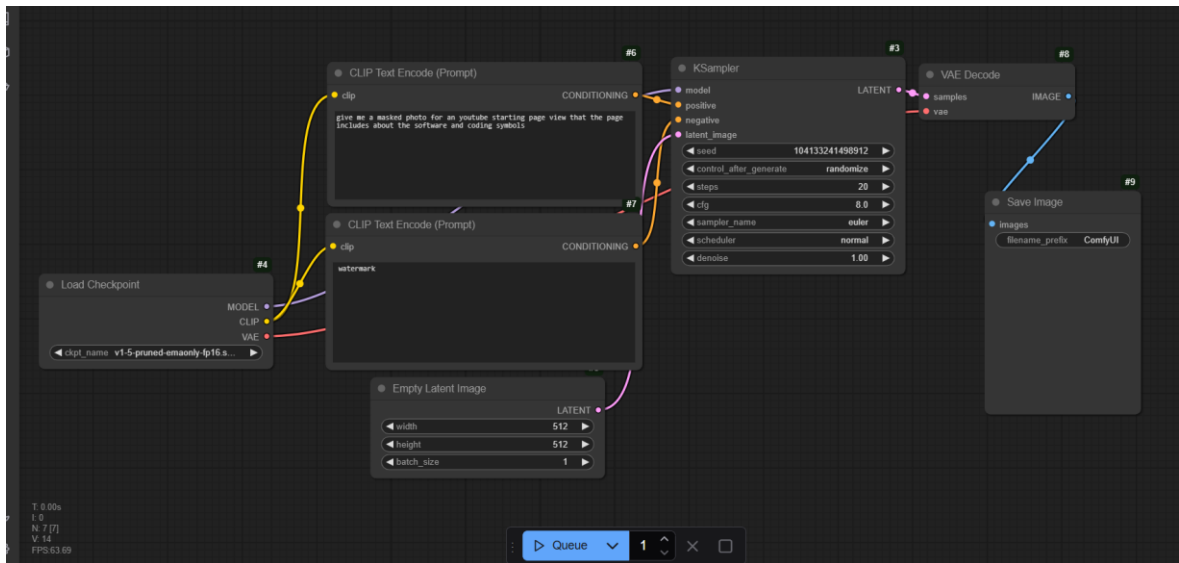 #6
CLIP Text Encode (Prompt)
clip
CONDITIONING
give me a masked photo for an youtube starting page view that the page
includes about the software and coding symbols
#7
CLIP Text Encode (Prompt)
clip
CONDITIONING
watermark
#4
Load Checkpoint
MODEL
CLIP
VAE
ckpt_name v1-5-pruned-emaonly-fp16.s...
Empty Latent Image
LATENT
width 512
height 512
batch_size 1
#3
KSampler
model LATENT
positive
negative
latent_image
seed 104133241498912
control_after_generate randomize
steps 20
cfg 8.0
sampler_name euler
scheduler normal
denoise 1.00
#8
VAE Decode
samples IMAGE
vae
#9
Save Image
images
filename_prefix ComfyUI
T: 0.00s
I: 0
N: 7 [7]
V: 14
FPS:63.69
Queue 1